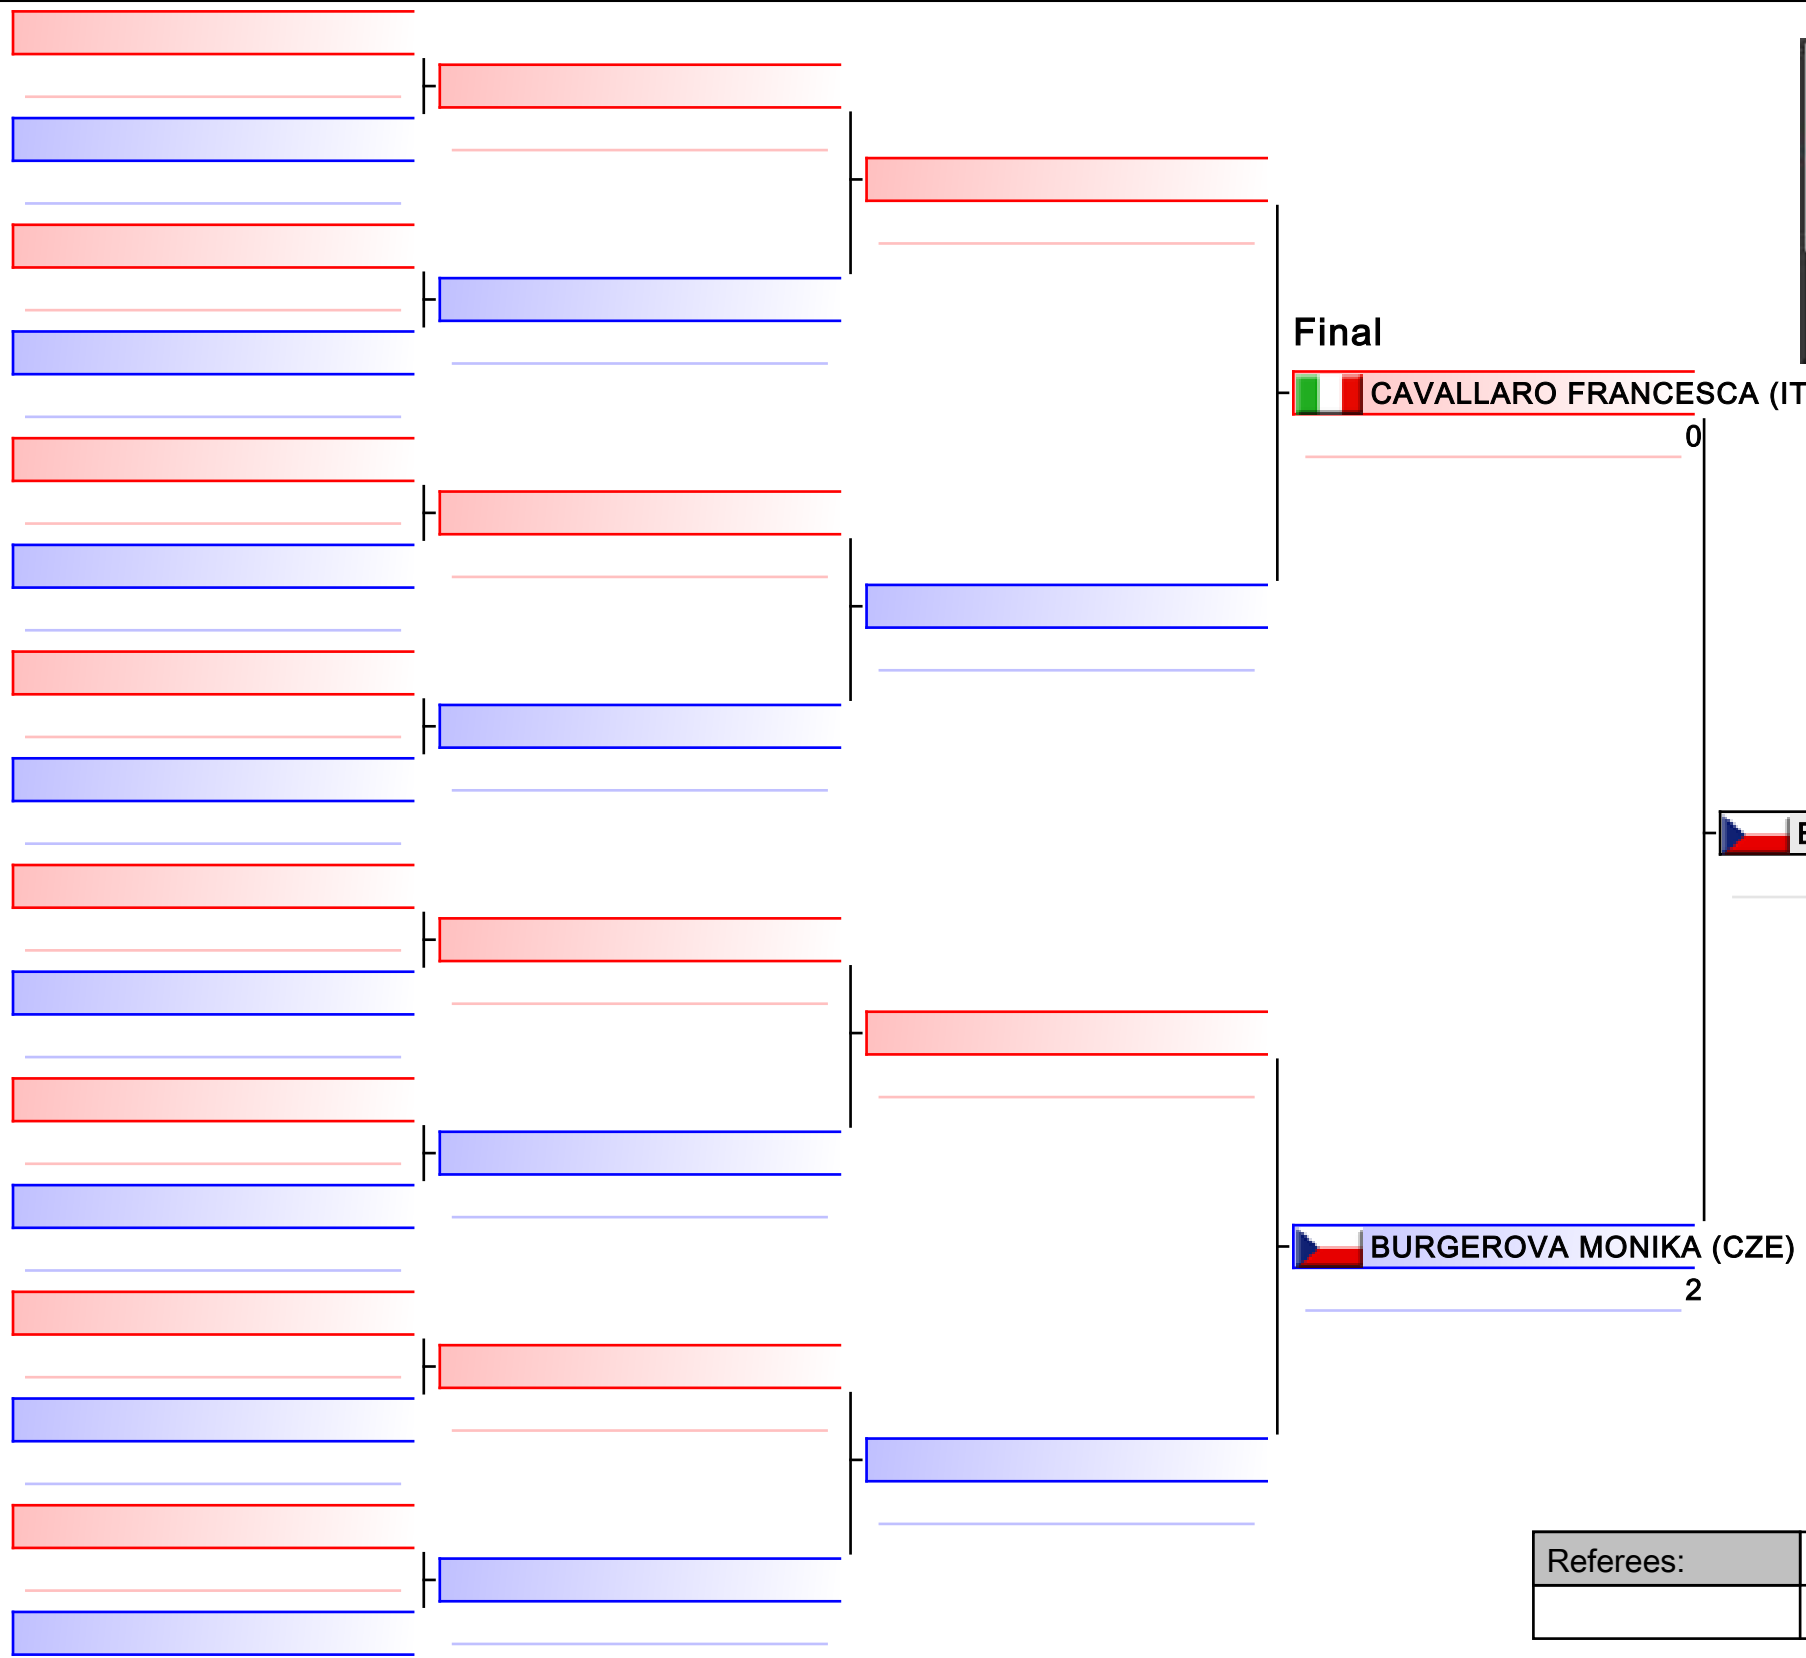 Final
CAVALLARO FRANCESCA (IT
0
BURGEROVA MONIKA (CZE)
2
Referees: